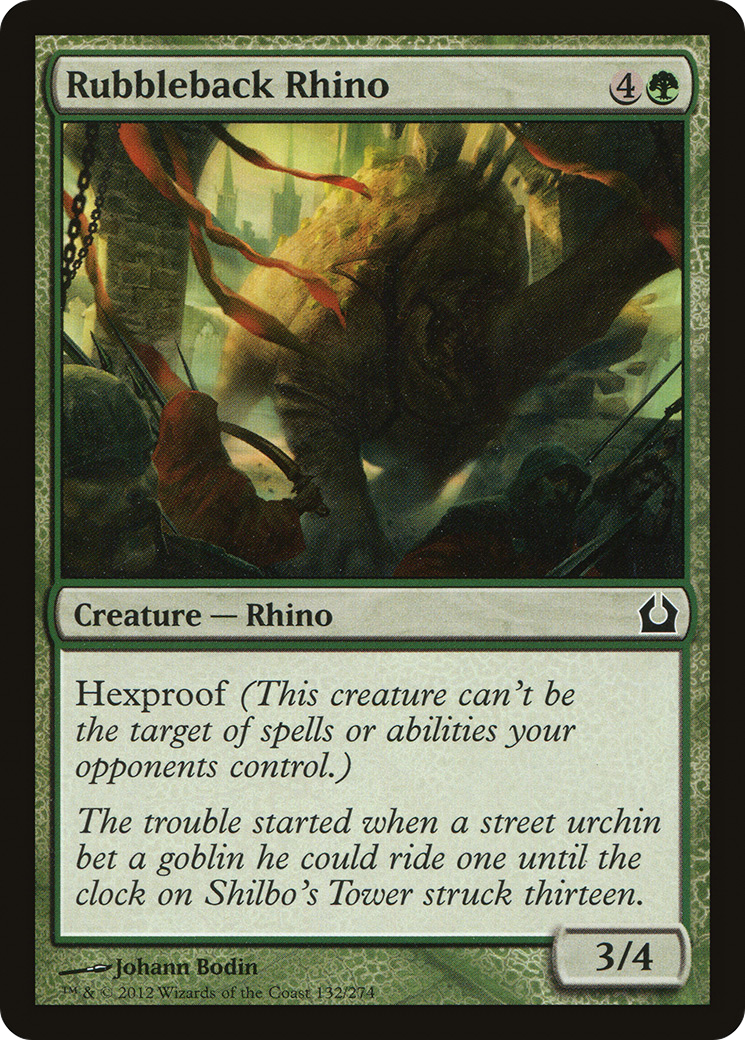 Rubbleback Rhino 4
Creature — Rhino
Hexproof (This creature can't be
the target of spells or abilities your
opponents control.)
The trouble started when a street urchin
bet a goblin he could ride one until the
clock on Shilbo's Tower struck thirteen.
3/4
Johann Bodin
™ & © 2012 Wizards of the Coast 132/274